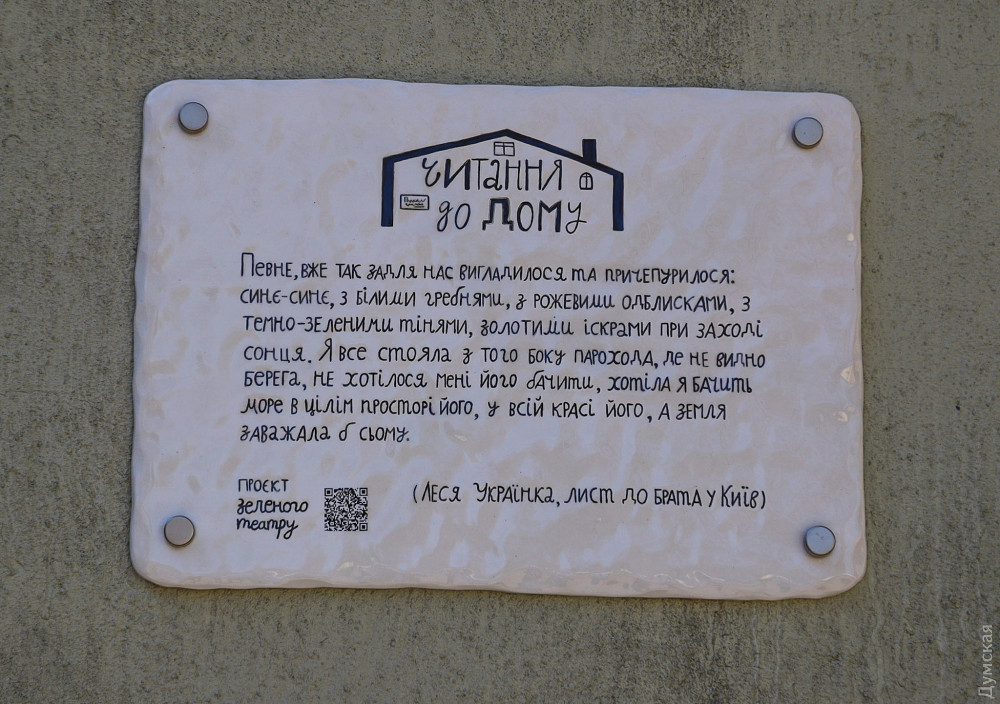 Читання
до дому
Певне, вже так задля нас вигладилося та причепурилося:
синє-синє, з білими гребнями, з рожевими одблисками, з
темно-зеленими тінями, золотими іскрами при заході
сонця. Я все стояла з того боку парохода, де не видно
берега, не хотілося мені його бачити, хотіла я бачить
море в цілім просторі його, у всій красі його, а земля
заважала б сьому.
(Леся Українка, лист до брата у Київ)
проєкт
зеленого
театру
Думская